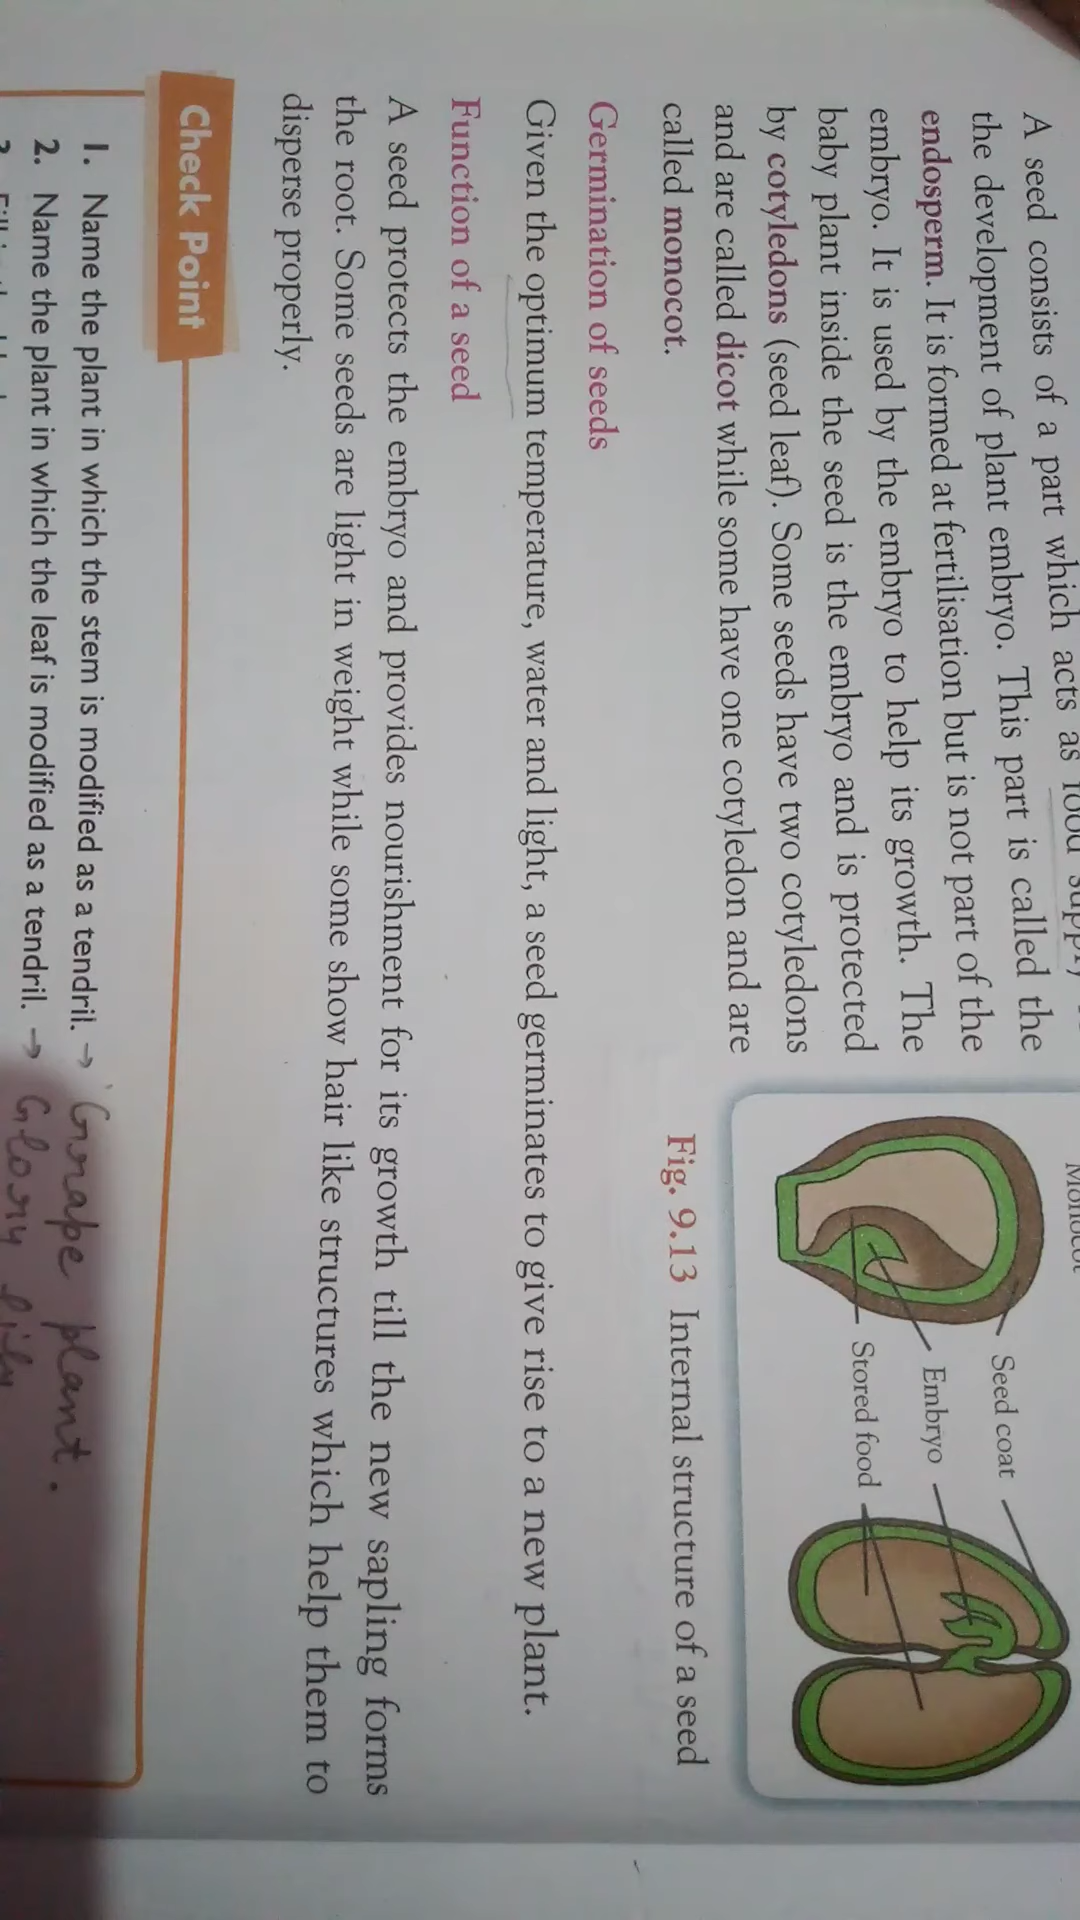 A seed consists of a part which acts as food supply
the development of plant embryo. This part is called the
endosperm. It is formed at fertilisation but is not part of the
embryo. It is used by the embryo to help its growth. The
baby plant inside the seed is the embryo and is protected
by cotyledons (seed leaf). Some seeds have two cotyledons
and are called dicot while some have one cotyledon and are
called monocot.
Monocot
Seed coat
Embryo
Stored food
Fig. 9.13 Internal structure of a seed
Germination of seeds
Given the optimum temperature, water and light, a seed germinates to give rise to a new plant.
Function of a seed
A seed protects the embryo and provides nourishment for its growth till the new sapling forms
the root. Some seeds are light in weight while some show hair like structures which help them to
disperse properly.
Check Point
1. Name the plant in which the stem is modified as a tendril. → Grape plant.
2. Name the plant in which the leaf is modified as a tendril. → Glory lily